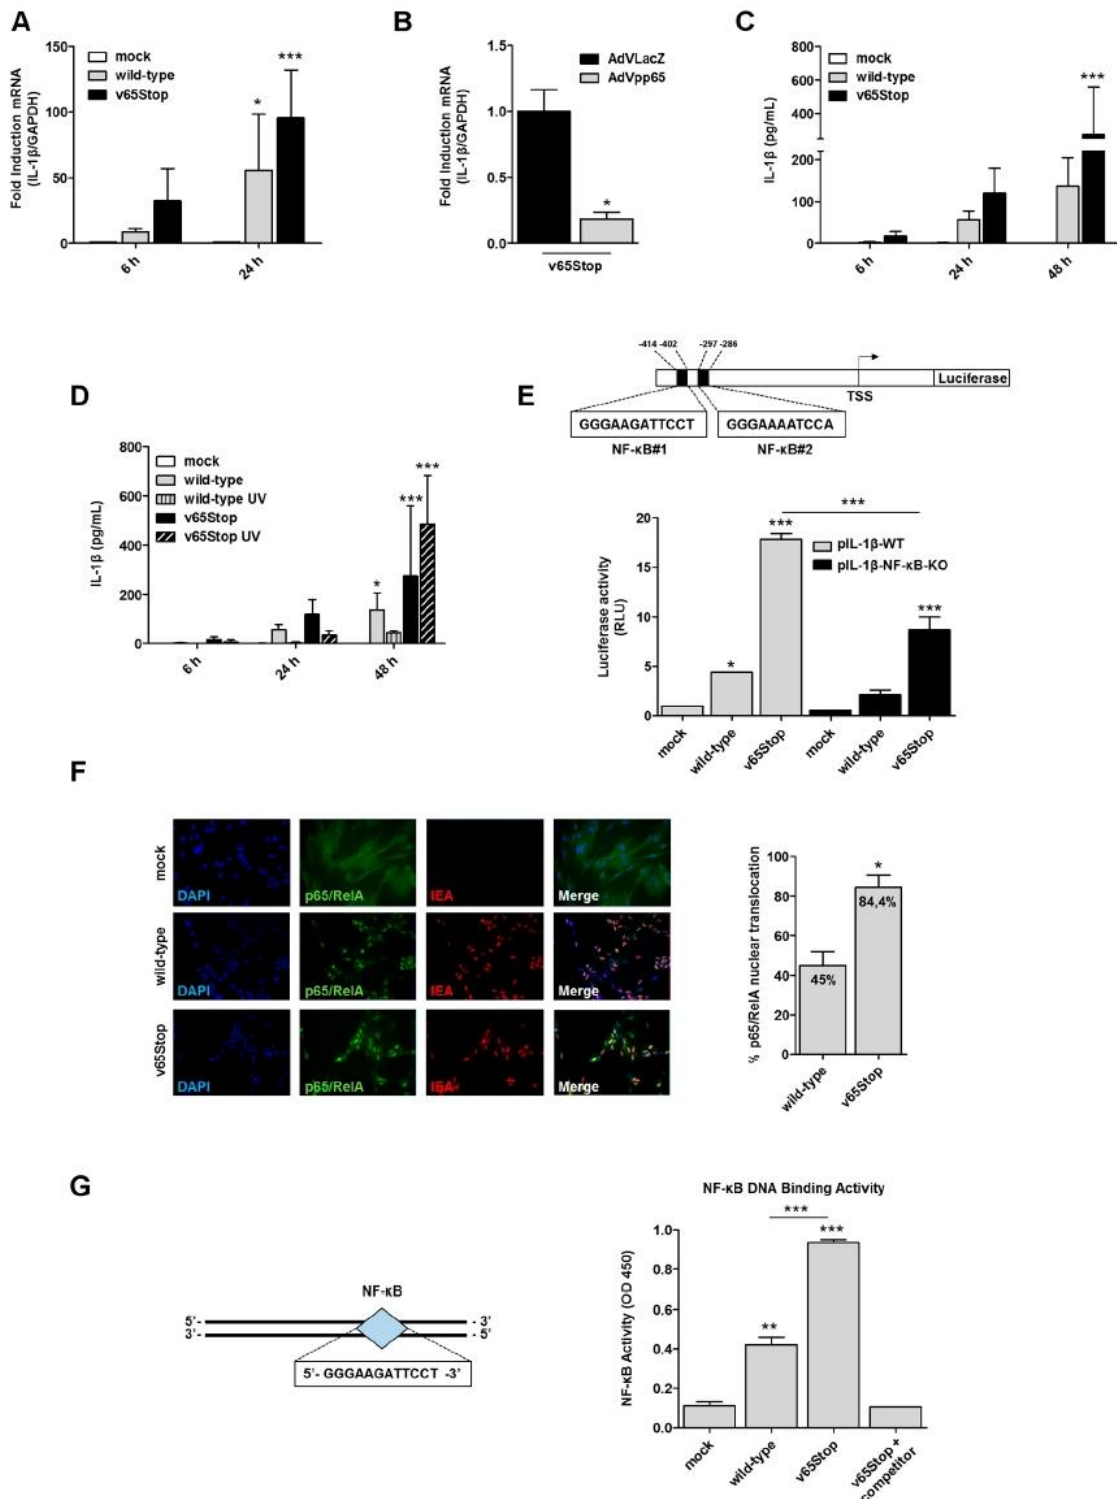 A
Fold Induction mRNA
(IL-1β/GAPDH)
150
100
50
0
mock
wild-type
v65Stop
*
***
6 h
24 h
B
Fold Induction mRNA
(IL-1β/GAPDH)
1.5
1.0
0.5
0.0
AdVLacZ
AdVpp65
*
v65Stop
C
IL-1β (pg/mL)
800
600
400
200
100
0
mock
wild-type
v65Stop
***
6 h
24 h
48 h
D
IL-1β (pg/mL)
800
600
400
200
0
mock
wild-type
wild-type UV
v65Stop
v65Stop UV
*
***
***
6 h
24 h
48 h
E
-414 -402 -297 -286
Luciferase
TSS
GGGAAGATTCCT GGGAAAATCCA
NF-κB#1 NF-κB#2
Luciferase activity
(RLU)
20
15
10
5
0
pIL-1β-WT
pIL-1β-NF-κB-KO
*
***
***
***
mock
wild-type
v65Stop
mock
wild-type
v65Stop
F
mock
DAPI p65/RelA IEA Merge
wild-type
DAPI p65/RelA IEA Merge
v65Stop
DAPI p65/RelA IEA Merge
% p65/RelA nuclear translocation
100
80
60
40
20
0
45%
*
84,4%
wild-type
v65Stop
G
NF-κB
5'- - 3'
3'- - 5'
5'- GGGAAGATTCCT -3'
NF-κB DNA Binding Activity
NF-κB Activity (OD 450)
1.0
0.8
0.6
0.4
0.2
0.0
***
**
***
mock
wild-type
v65Stop
v65Stop +
competitor